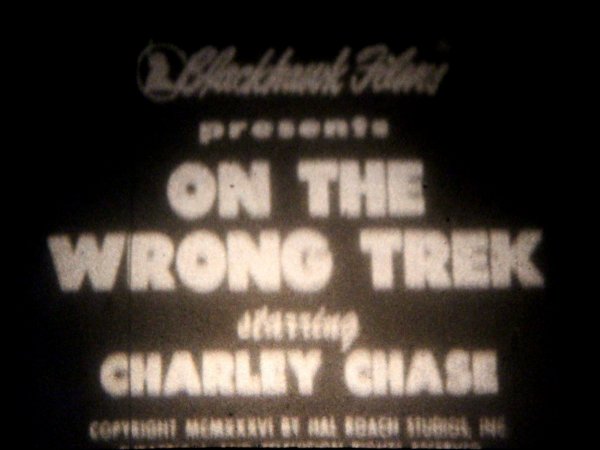 Blackhawk Films
presents
ON THE
WRONG TREK
starring
CHARLEY CHASE
COPYRIGHT MCMXXXVI BY HAL ROACH STUDIOS, INC.